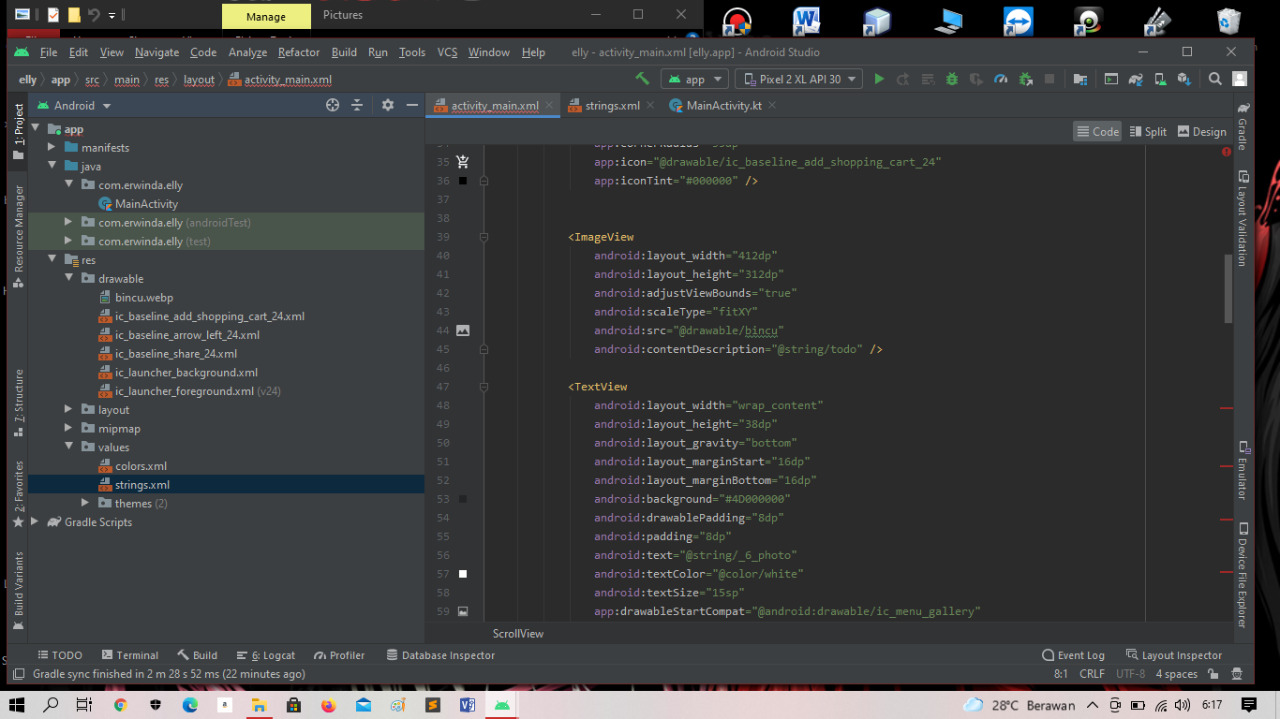 Manage
Pictures
File Edit View Navigate Code Analyze Refactor Build Run Tools VCS Window Help elly - activity_main.xml [elly.app] - Android Studio
elly app src main res layout activity_main.xml app Pixel 2 XL API 30
Android
activity_main.xml strings.xml MainActivity.kt
Code Split Design
1: Project
Resource Manager
7: Structure
2: Favorites
Build Variants
app
manifests
java
com.erwinda.elly
MainActivity
com.erwinda.elly (androidTest)
com.erwinda.elly (test)
res
drawable
bincu.webp
ic_baseline_add_shopping_cart_24.xml
ic_baseline_arrow_left_24.xml
ic_baseline_share_24.xml
ic_launcher_background.xml
ic_launcher_foreground.xml (v24)
layout
mipmap
values
colors.xml
strings.xml
themes (2)
Gradle Scripts
35 app:icon="@drawable/ic_baseline_add_shopping_cart_24"
36 app:iconTint="#000000" />
37
38
39 <ImageView
40 android:layout_width="412dp"
41 android:layout_height="312dp"
42 android:adjustViewBounds="true"
43 android:scaleType="fitXY"
44 android:src="@drawable/bincu"
45 android:contentDescription="@string/todo" />
46
47 <TextView
48 android:layout_width="wrap_content"
49 android:layout_height="38dp"
50 android:layout_gravity="bottom"
51 android:layout_marginStart="16dp"
52 android:layout_marginBottom="16dp"
53 android:background="#4D000000"
54 android:drawablePadding="8dp"
55 android:padding="8dp"
56 android:text="@string/_6_photo"
57 android:textColor="@color/white"
58 android:textSize="15sp"
59 app:drawableStartCompat="@android:drawable/ic_menu_gallery"
ScrollView
Gradle
Layout Validation
Emulator
Device File Explorer
TODO Terminal Build 6: Logcat Profiler Database Inspector Event Log Layout Inspector
Gradle sync finished in 2 m 28 s 52 ms (22 minutes ago) 8:1 CRLF UTF-8 4 spaces
28°C Berawan 6:17